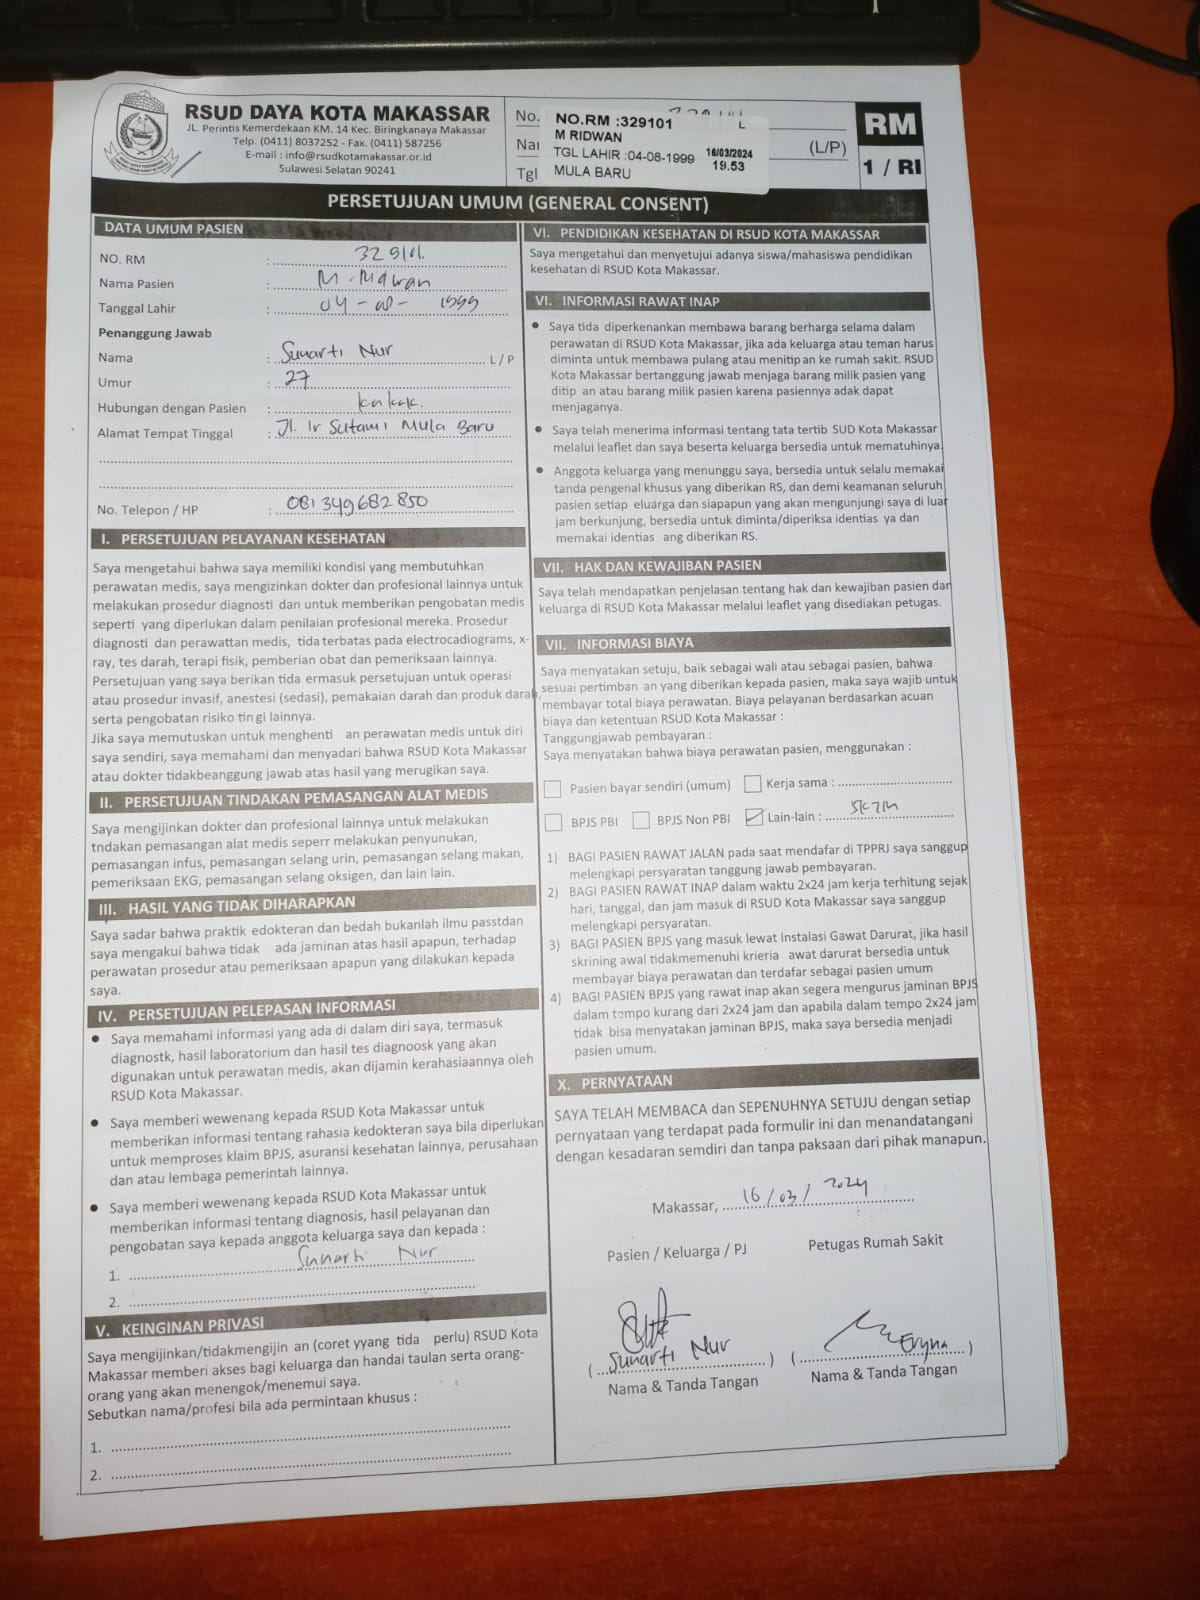 RSUD DAYA KOTA MAKASSAR
JL. Perintis Kemerdekaan KM. 14 Kec. Biringkanaya Makassar
Telp. (0411) 8037252 - Fax. (0411) 587256
E-mail : info@rsudkotamakassar.or.id
Sulawesi Selatan 90241
No.
Tgl
NO.RM :329101 L
M RIDWAN
TGL LAHIR :04-08-1999 16/03/2024
19.53
MULA BARU
(L/P)
RM
1 / RI
PERSETUJUAN UMUM (GENERAL CONSENT)
DATA UMUM PASIEN
NO. RM : 329101
Nama Pasien : M. Ridwan
Tanggal Lahir : 04 - 08 - 1999
Penanggung Jawab
Nama : Sunarti Nur L / P
Umur : 27
Hubungan dengan Pasien : kakak.
Alamat Tempat Tinggal : Jl. Ir Sutami Mula Baru
No. Telepon / HP : 081349682850
I. PERSETUJUAN PELAYANAN KESEHATAN
Saya mengetahui bahwa saya memiliki kondisi yang membutuhkan
perawatan medis, saya mengizinkan dokter dan profesional lainnya untuk
melakukan prosedur diagnosti dan untuk memberikan pengobatan medis
seperti yang diperlukan dalam penilaian profesional mereka. Prosedur
diagnosti dan perawattan medis, tida terbatas pada electrocadiograms, x-
ray, tes darah, terapi fisik, pemberian obat dan pemeriksaan lainnya.
Persetujuan yang saya berikan tida ermasuk persetujuan untuk operasi
atau prosedur invasif, anestesi (sedasi), pemakaian darah dan produk darah,
serta pengobatan risiko tin gi lainnya.
Jika saya memutuskan untuk menghenti an perawatan medis untuk diri
saya sendiri, saya memahami dan menyadari bahwa RSUD Kota Makassar
atau dokter tidakbeanggung jawab atas hasil yang merugikan saya.
II. PERSETUJUAN TINDAKAN PEMASANGAN ALAT MEDIS
Saya mengijinkan dokter dan profesional lainnya untuk melakukan
tndakan pemasangan alat medis seperr melakukan penyunukan,
pemasangan infus, pemasangan selang urin, pemasangan selang makan,
pemeriksaan EKG, pemasangan selang oksigen, dan lain lain.
III. HASIL YANG TIDAK DIHARAPKAN
Saya sadar bahwa praktik edokteran dan bedah bukanlah ilmu passtdan
saya mengakui bahwa tidak ada jaminan atas hasil apapun, terhadap
perawatan prosedur atau pemeriksaan apapun yang dilakukan kepada
saya.
IV. PERSETUJUAN PELEPASAN INFORMASI
● Saya memahami informasi yang ada di dalam diri saya, termasuk
diagnostk, hasil laboratorium dan hasil tes diagnoosk yang akan
digunakan untuk perawatan medis, akan dijamin kerahasiaannya oleh
RSUD Kota Makassar.
● Saya memberi wewenang kepada RSUD Kota Makassar untuk
memberikan informasi tentang rahasia kedokteran saya bila diperlukan
untuk memproses klaim BPJS, asuransi kesehatan lainnya, perusahaan
dan atau lembaga pemerintah lainnya.
● Saya memberi wewenang kepada RSUD Kota Makassar untuk
memberikan informasi tentang diagnosis, hasil pelayanan dan
pengobatan saya kepada anggota keluarga saya dan kepada :
1. Sunarti Nur
2.
V. KEINGINAN PRIVASI
Saya mengijinkan/tidakmengijin an (coret yyang tida perlu) RSUD Kota
Makassar memberi akses bagi keluarga dan handai taulan serta orang-
orang yang akan menengok/menemui saya.
Sebutkan nama/profesi bila ada permintaan khusus :
1.
2.
VI. PENDIDIKAN KESEHATAN DI RSUD KOTA MAKASSAR
Saya mengetahui dan menyetujui adanya siswa/mahasiswa pendidikan
kesehatan di RSUD Kota Makassar.
VI. INFORMASI RAWAT INAP
● Saya tida diperkenankan membawa barang berharga selama dalam
perawatan di RSUD Kota Makassar, jika ada keluarga atau teman harus
diminta untuk membawa pulang atau menitip an ke rumah sakit. RSUD
Kota Makassar bertanggung jawab menjaga barang milik pasien yang
ditip an atau barang milik pasien karena pasiennya adak dapat
menjaganya.
● Saya telah menerima informasi tentang tata tertib SUD Kota Makassar
melalui leaflet dan saya beserta keluarga bersedia untuk mematuhinya.
● Anggota keluarga yang menunggu saya, bersedia untuk selalu memakai
tanda pengenal khusus yang diberikan RS, dan demi keamanan seluruh
pasien setiap eluarga dan siapapun yang akan mengunjungi saya di luar
jam berkunjung, bersedia untuk diminta/diperiksa identias ya dan
memakai identias ang diberikan RS.
VII. HAK DAN KEWAJIBAN PASIEN
Saya telah mendapatkan penjelasan tentang hak dan kewajiban pasien dan
keluarga di RSUD Kota Makassar melalui leaflet yang disediakan petugas.
VII. INFORMASI BIAYA
Saya menyatakan setuju, baik sebagai wali atau sebagai pasien, bahwa
sesuai pertimban an yang diberikan kepada pasien, maka saya wajib untuk
membayar total biaya perawatan. Biaya pelayanan berdasarkan acuan
biaya dan ketentuan RSUD Kota Makassar :
Tanggungjawab pembayaran :
Saya menyatakan bahwa biaya perawatan pasien, menggunakan :
Pasien bayar sendiri (umum) Kerja sama :
BPJS PBI BPJS Non PBI Lain-lain :
1) BAGI PASIEN RAWAT JALAN pada saat mendafar di TPPRJ saya sanggup
melengkapi persyaratan tanggung jawab pembayaran.
2) BAGI PASIEN RAWAT INAP dalam waktu 2x24 jam kerja terhitung sejak
hari, tanggal, dan jam masuk di RSUD Kota Makassar saya sanggup
melengkapi persyaratan.
3) BAGI PASIEN BPJS yang masuk lewat Instalasi Gawat Darurat, jika hasil
skrining awal tidakmemenuhi krieria awat darurat bersedia untuk
membayar biaya perawatan dan terdafar sebagai pasien umum
4) BAGI PASIEN BPJS yang rawat inap akan segera mengurus jaminan BPJS
dalam tempo kurang dari 2x24 jam dan apabila dalam tempo 2x24 jam
tidak bisa menyatakan jaminan BPJS, maka saya bersedia menjadi
pasien umum.
X. PERNYATAAN
SAYA TELAH MEMBACA dan SEPENUHNYA SETUJU dengan setiap
pernyataan yang terdapat pada formulir ini dan menandatangani
dengan kesadaran semdiri dan tanpa paksaan dari pihak manapun.
Makassar, 16/03/2024
Pasien / Keluarga / PJ Petugas Rumah Sakit
( Sunarti Nur ) ( Eryna )
Nama & Tanda Tangan Nama & Tanda Tangan